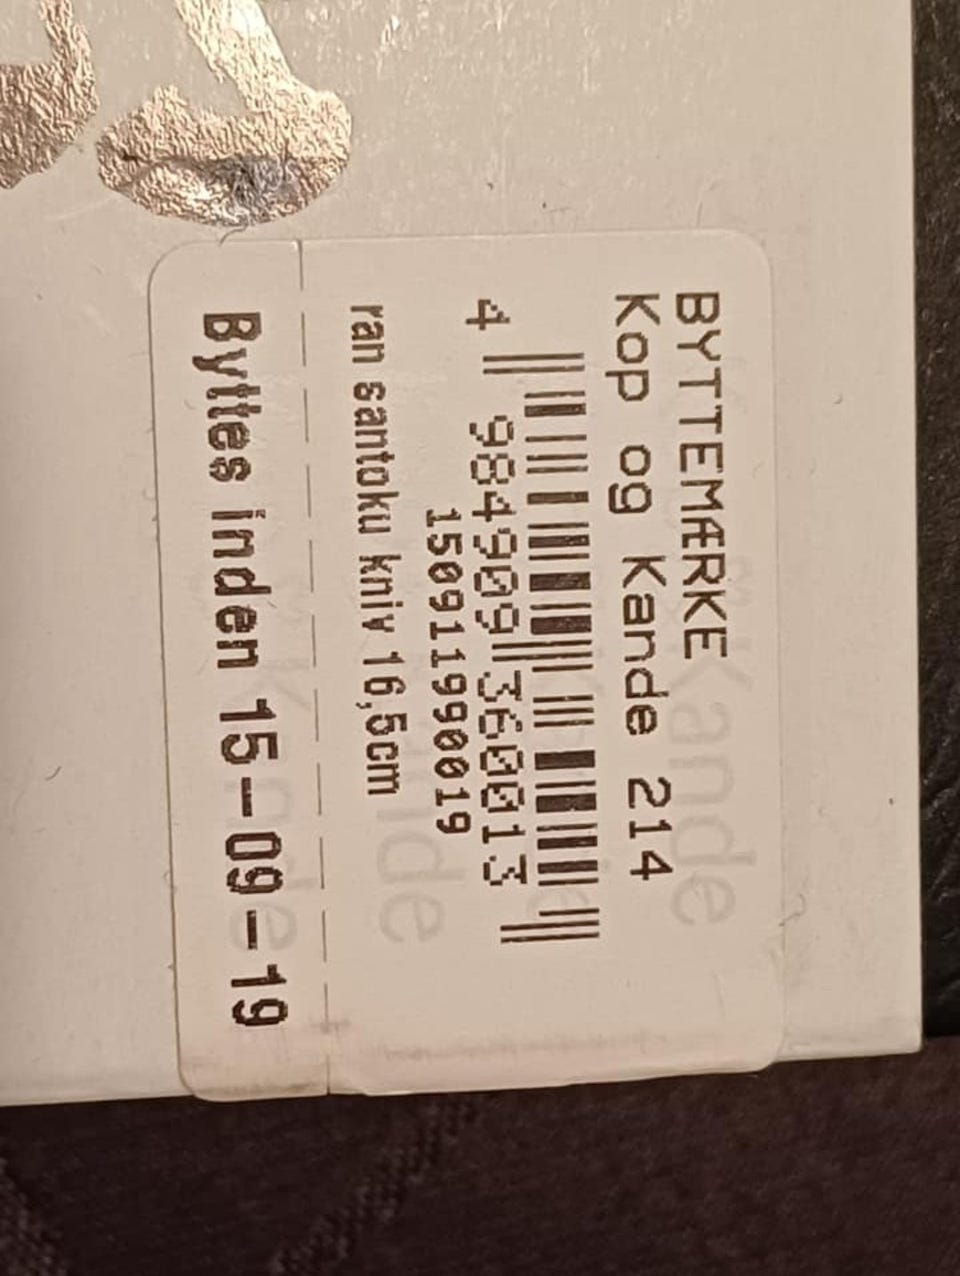 BYTTEMÆRKE
Kop og Kande 214
4 984909 360013
150911990019
ran santoku kniv 16,5cm
Byttes inden 15-09-19